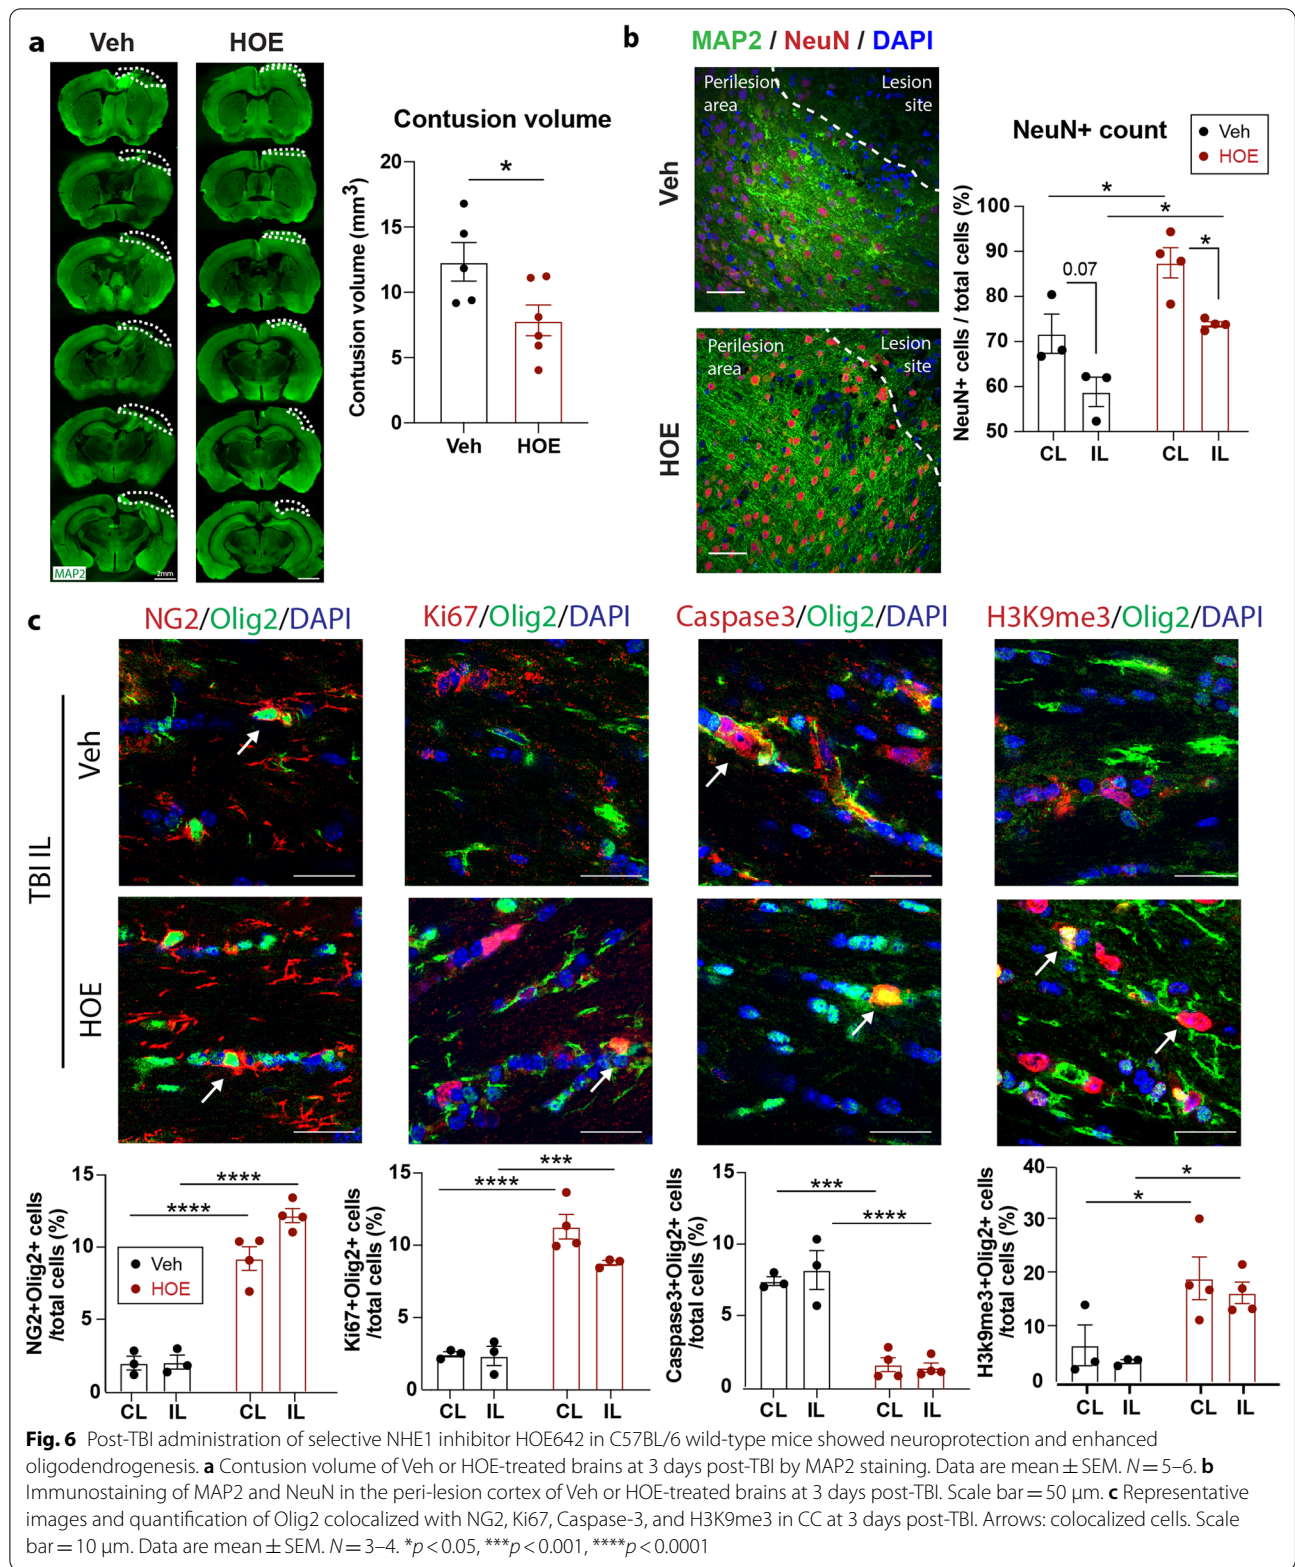 a
Veh
HOE
MAP2
2mm
Contusion volume
Contusion volume (mm3)
20
15
10
5
0
*
Veh
HOE
b
MAP2 / NeuN / DAPI
Veh
Perilesion
area
Lesion
site
HOE
Perilesion
area
Lesion
site
NeuN+ count
Veh
HOE
NeuN+ cells / total cells (%)
100
90
80
70
60
50
*
*
*
0.07
CL
IL
CL
IL
c
NG2/Olig2/DAPI
Ki67/Olig2/DAPI
Caspase3/Olig2/DAPI
H3K9me3/Olig2/DAPI
TBI IL
Veh
HOE
NG2+Olig2+ cells
/total cells (%)
15
10
5
0
****
****
Veh
HOE
CL
IL
CL
IL
Ki67+Olig2+ cells
/total cells (%)
15
10
5
0
***
****
CL
IL
CL
IL
Caspase3+Olig2+ cells
/total cells (%)
15
10
5
0
***
****
CL
IL
CL
IL
H3k9me3+Olig2+ cells
/total cells (%)
40
30
20
10
0
*
*
CL
IL
CL
IL
Fig. 6 Post-TBI administration of selective NHE1 inhibitor HOE642 in C57BL/6 wild-type mice showed neuroprotection and enhanced
oligodendrogenesis. a Contusion volume of Veh or HOE-treated brains at 3 days post-TBI by MAP2 staining. Data are mean ± SEM. N = 5–6. b
Immunostaining of MAP2 and NeuN in the peri-lesion cortex of Veh or HOE-treated brains at 3 days post-TBI. Scale bar = 50 μm. c Representative
images and quantification of Olig2 colocalized with NG2, Ki67, Caspase-3, and H3K9me3 in CC at 3 days post-TBI. Arrows: colocalized cells. Scale
bar = 10 μm. Data are mean ± SEM. N = 3–4. *p < 0.05, ***p < 0.001, ****p < 0.0001